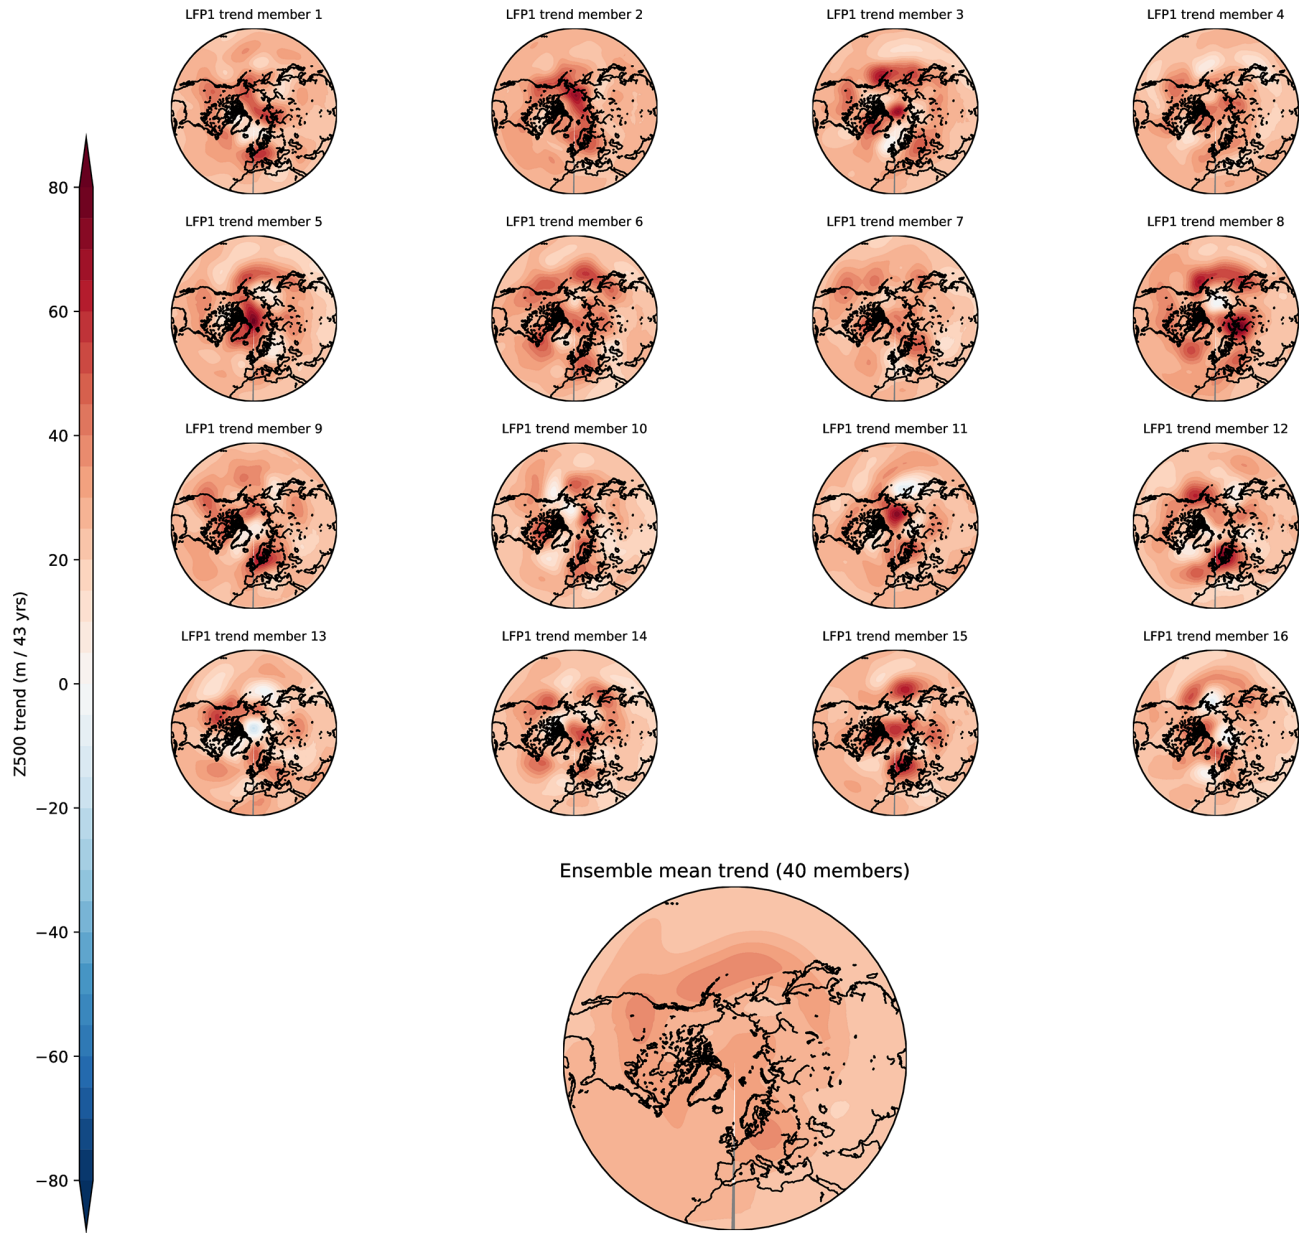 LFP1 trend member 1
LFP1 trend member 2
LFP1 trend member 3
LFP1 trend member 4
LFP1 trend member 5
LFP1 trend member 6
LFP1 trend member 7
LFP1 trend member 8
LFP1 trend member 9
LFP1 trend member 10
LFP1 trend member 11
LFP1 trend member 12
LFP1 trend member 13
LFP1 trend member 14
LFP1 trend member 15
LFP1 trend member 16
80
60
40
20
0
−20
−40
−60
−80
Z500 trend (m / 43 yrs)
Ensemble mean trend (40 members)